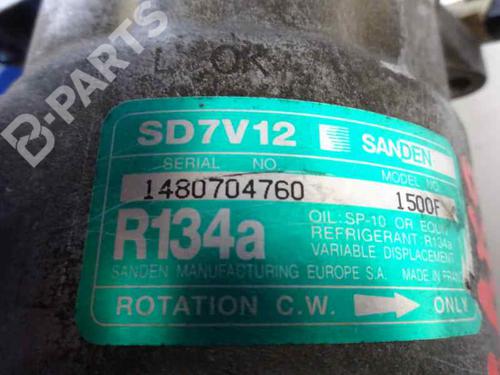 B-PARTS
B-PARTS
OK
SD7V12 SANDEN
SERIAL NO. MODEL NO.
1480704760 1500F
R134a
OIL: SP-10 OR EQUIV
REFRIGERANT: R134a
VARIABLE DISPLACEMENT
SANDEN MANUFACTURING EUROPE S.A. MADE IN
ROTATION C.W. ONLY